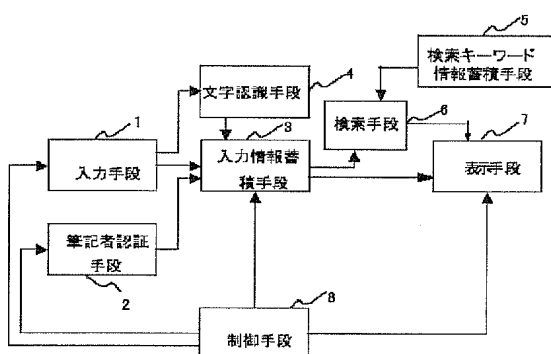 5
検索キーワード
情報蓄積手段
4
文字認識手段
1
3
検索手段
6
7
入力手段
入力情報蓄
積手段
表示手段
筆記者認証
手段
2
8
制御手段